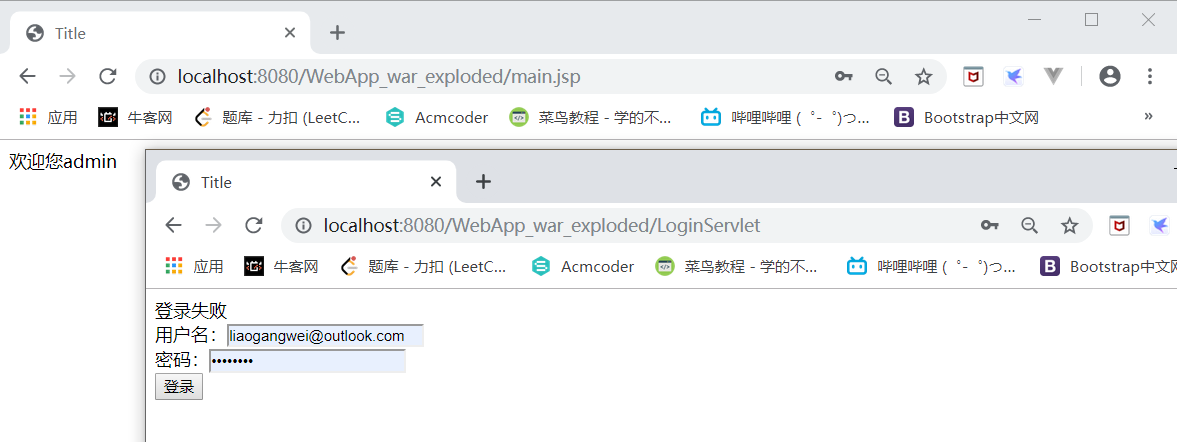 Title
localhost:8080/WebApp_war_exploded/main.jsp
应用 牛客网 题库 - 力扣 (LeetC... Acmcoder 菜鸟教程 - 学的不... 哔哩哔哩 (゜-゜)つ... Bootstrap中文网 »
欢迎您admin
Title
localhost:8080/WebApp_war_exploded/LoginServlet
应用 牛客网 题库 - 力扣 (LeetC... Acmcoder 菜鸟教程 - 学的不... 哔哩哔哩 (゜-゜)つ... Bootstrap中文网
登录失败
用户名：liaogangwei@outlook.com
密码：••••••••
登录